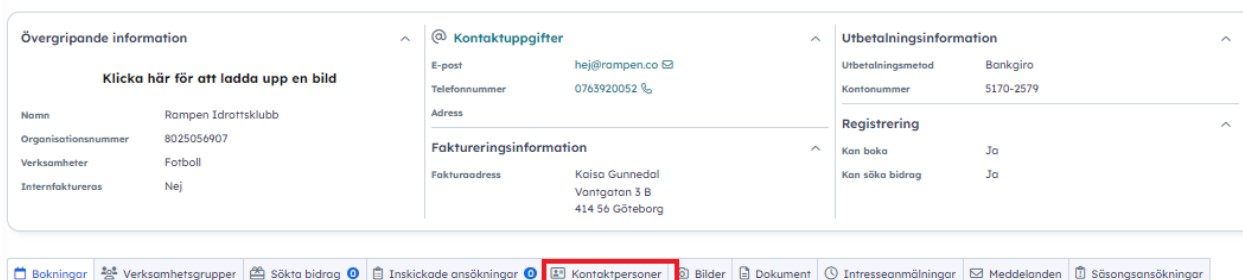 Övergripande information
Klicka här för att ladda upp en bild
Namn Rampen Idrottsklubb
Organisationsnummer 8025056907
Verksamheter Fotboll
Internfaktureras Nej
Kontaktuppgifter
E-post hej@rampen.co
Telefonnummer 0763920052
Adress
Faktureringsinformation
Fakturaadress Kaisa Gunnedal
Vantgatan 3 B
414 56 Göteborg
Utbetalningsinformation
Utbetalningsmetod Bankgiro
Kontonummer 5170-2579
Registrering
Kan boka Ja
Kan söka bidrag Ja
Bokningar Verksamhetsgrupper Sökta bidrag 0 Inskickade ansökningar 0 Kontaktpersoner Bilder Dokument Intresseanmälningar Meddelanden Säsongsansökningar